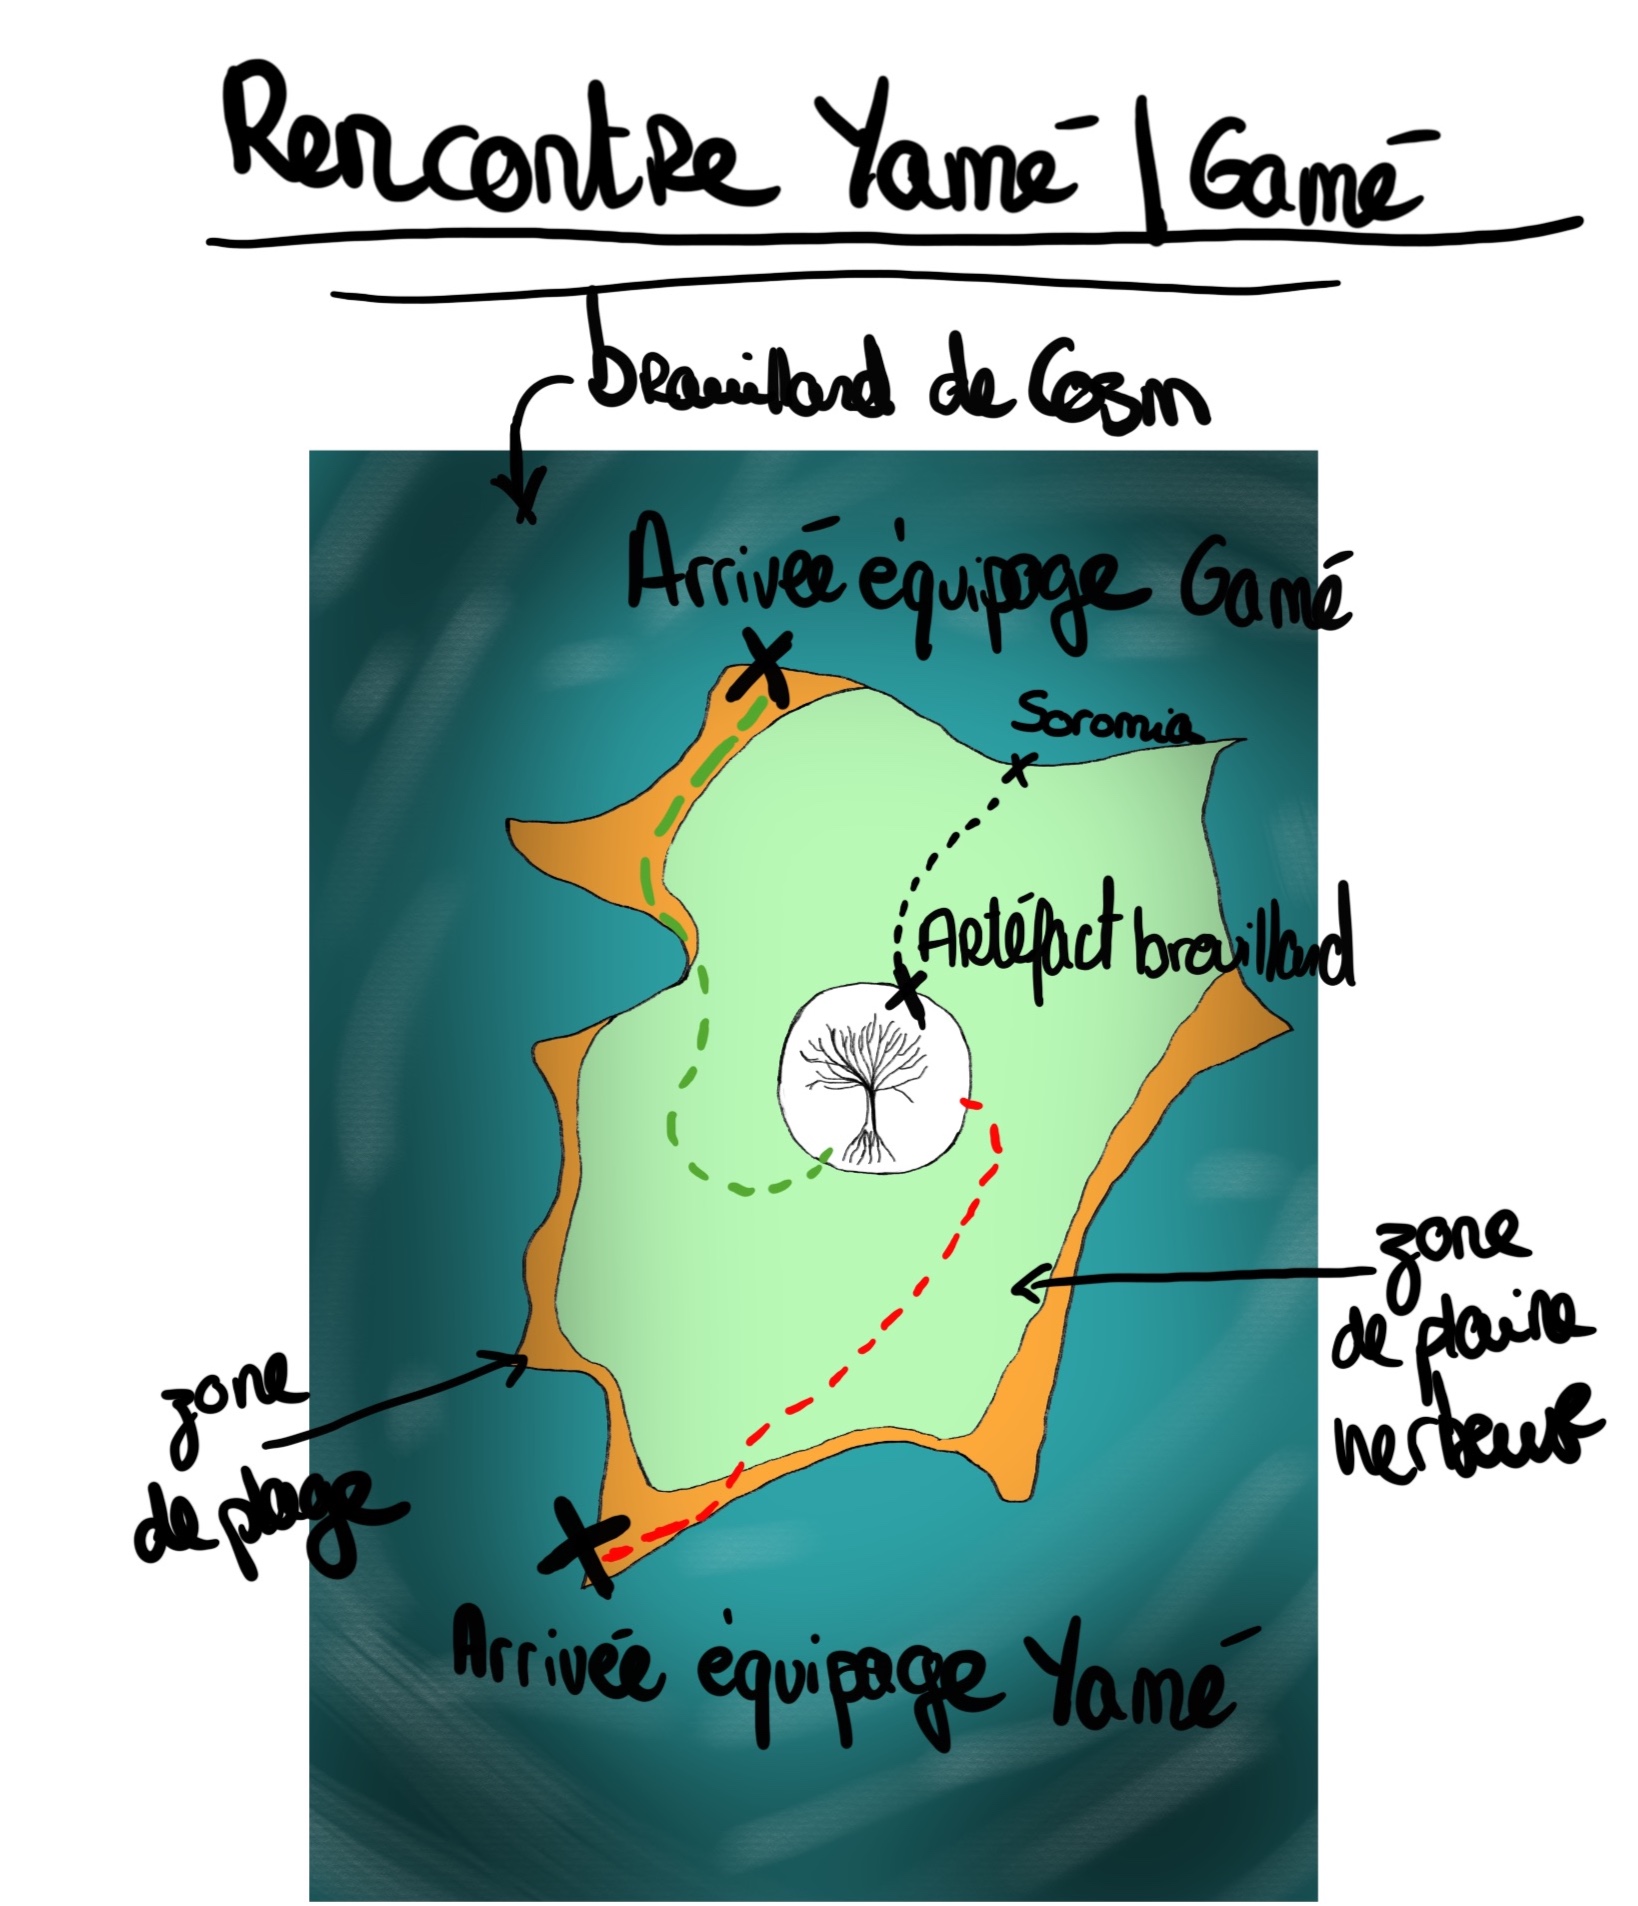 Rencontre Yamé | Gamé
brouillard de Cosm
Arrivée équipage Gamé
Soromia
Artéfact brouillard
zone
de plaine
herbeuse
zone
de plage
Arrivée équipage Yamé